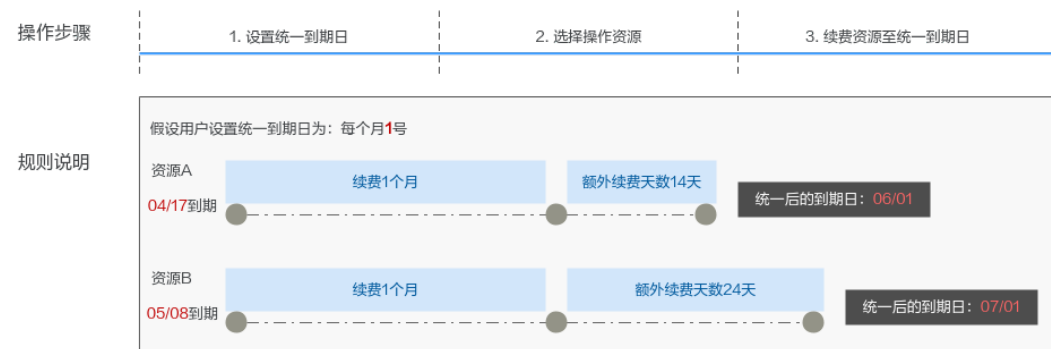 操作步骤
1. 设置统一到期日
2. 选择操作资源
3. 续费资源至统一到期日
规则说明
假设用户设置统一到期日为：每个月1号
资源A
04/17到期
续费1个月
额外续费天数14天
统一后的到期日：06/01
资源B
05/08到期
续费1个月
额外续费天数24天
统一后的到期日：07/01